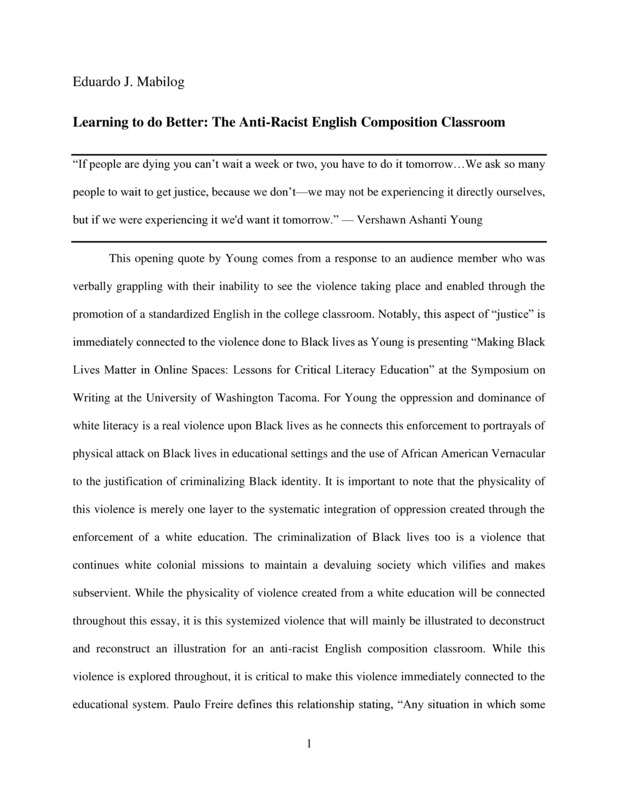 Eduardo J. Mabilog
Learning to do Better: The Anti-Racist English Composition Classroom
“If people are dying you can’t wait a week or two, you have to do it tomorrow…We ask so many
people to wait to get justice, because we don’t—we may not be experiencing it directly ourselves,
but if we were experiencing it we'd want it tomorrow.” — Vershawn Ashanti Young
This opening quote by Young comes from a response to an audience member who was
verbally grappling with their inability to see the violence taking place and enabled through the
promotion of a standardized English in the college classroom. Notably, this aspect of “justice” is
immediately connected to the violence done to Black lives as Young is presenting “Making Black
Lives Matter in Online Spaces: Lessons for Critical Literacy Education” at the Symposium on
Writing at the University of Washington Tacoma. For Young the oppression and dominance of
white literacy is a real violence upon Black lives as he connects this enforcement to portrayals of
physical attack on Black lives in educational settings and the use of African American Vernacular
to the justification of criminalizing Black identity. It is important to note that the physicality of
this violence is merely one layer to the systematic integration of oppression created through the
enforcement of a white education. The criminalization of Black lives too is a violence that
continues white colonial missions to maintain a devaluing society which vilifies and makes
subservient. While the physicality of violence created from a white education will be connected
throughout this essay, it is this systemized violence that will mainly be illustrated to deconstruct
and reconstruct an illustration for an anti-racist English composition classroom. While this
violence is explored throughout, it is critical to make this violence immediately connected to the
educational system. Paulo Freire defines this relationship stating, “Any situation in which some
1